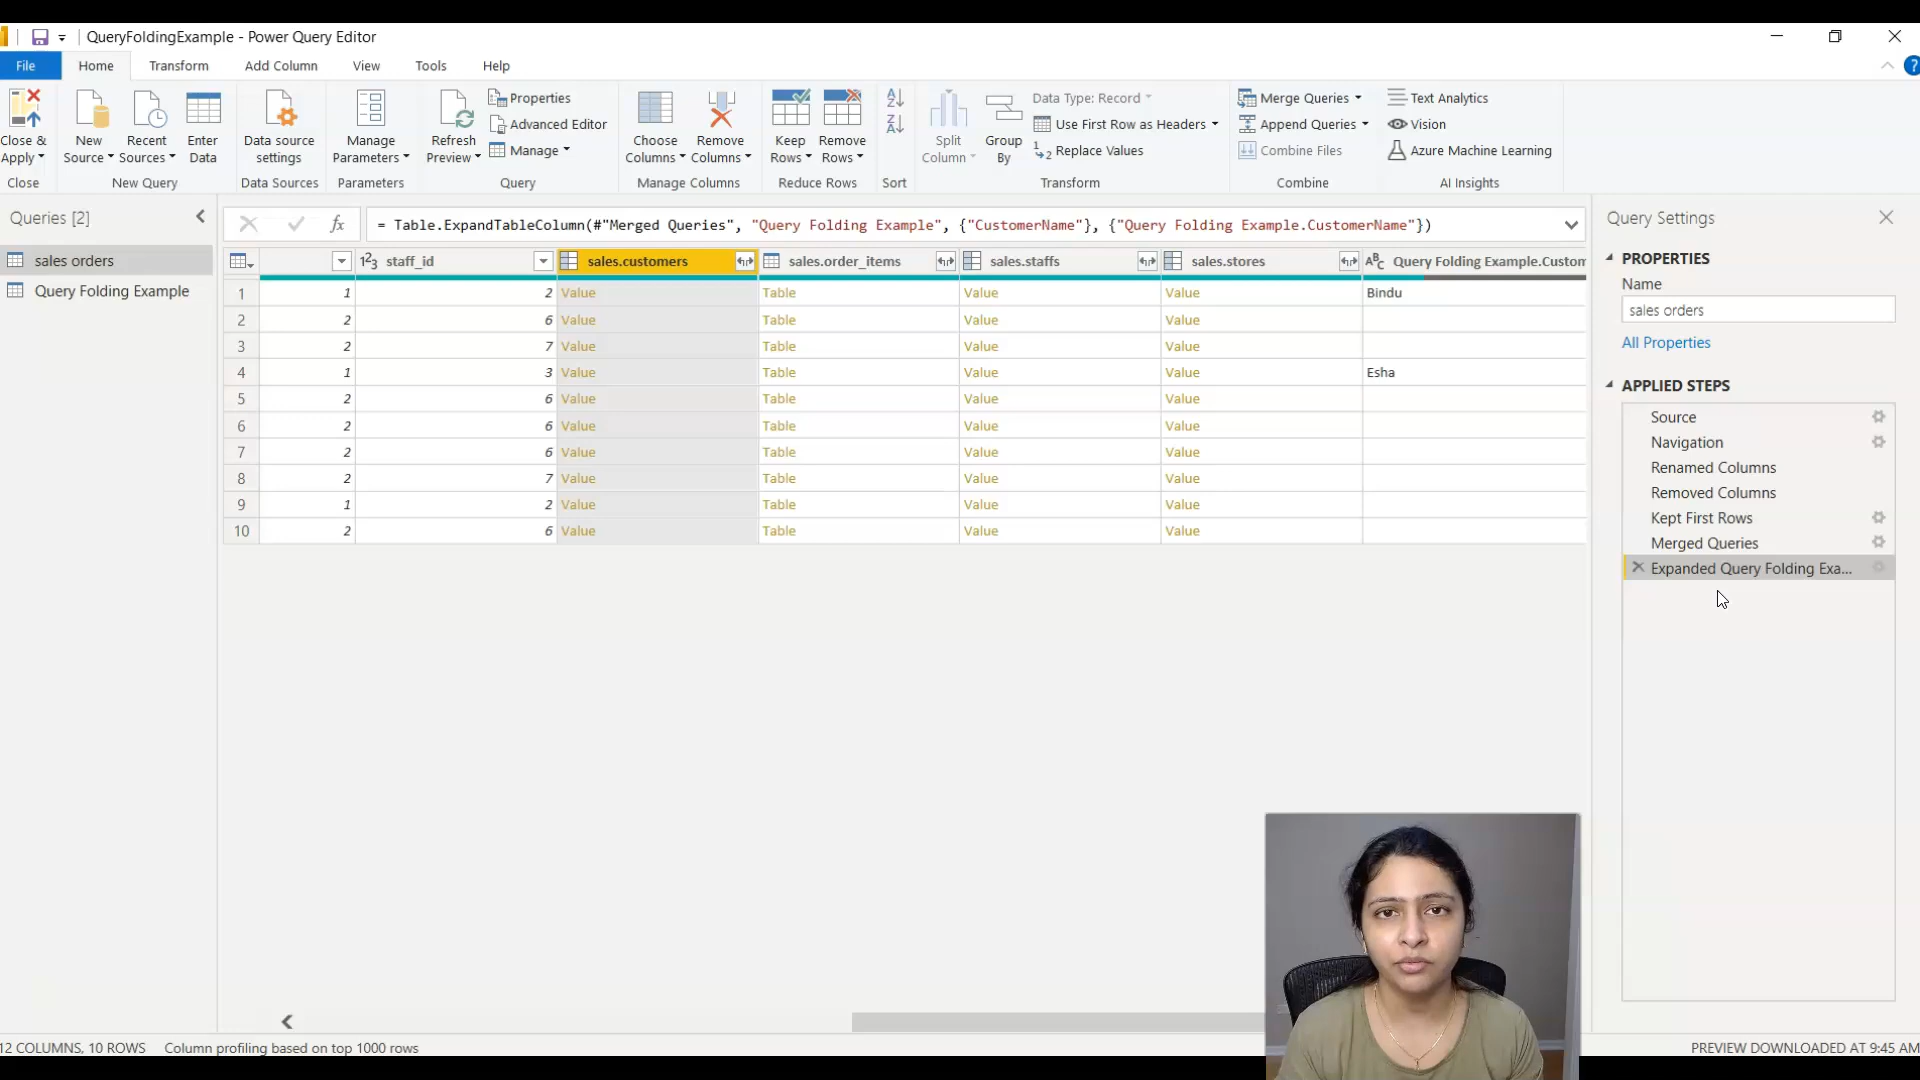 QueryFoldingExample - Power Query Editor
File Home Transform Add Column View Tools Help
Close & Apply
New Source
Recent Sources
Enter Data
Data source settings
Manage Parameters
Refresh Preview
Properties
Advanced Editor
Manage
Choose Columns
Remove Columns
Keep Rows
Remove Rows
Split Column
Group By
Data Type: Record
Use First Row as Headers
Replace Values
Merge Queries
Append Queries
Combine Files
Text Analytics
Vision
Azure Machine Learning
Close New Query Data Sources Parameters Query Manage Columns Reduce Rows Sort Transform Combine AI Insights
Queries [2]
sales orders
Query Folding Example
fx = Table.ExpandTableColumn(#"Merged Queries", "Query Folding Example", {"CustomerName"}, {"Query Folding Example.CustomerName"})
123 staff_id sales.customers sales.order_items sales.staffs sales.stores ABC Query Folding Example.Custom
1 1 2 Value Table Value Value Bindu
2 2 6 Value Table Value Value
3 2 7 Value Table Value Value
4 1 3 Value Table Value Value Esha
5 2 6 Value Table Value Value
6 2 6 Value Table Value Value
7 2 6 Value Table Value Value
8 2 7 Value Table Value Value
9 1 2 Value Table Value Value
10 2 6 Value Table Value Value
Query Settings
PROPERTIES
Name
sales orders
All Properties
APPLIED STEPS
Source
Navigation
Renamed Columns
Removed Columns
Kept First Rows
Merged Queries
Expanded Query Folding Exa...
12 COLUMNS, 10 ROWS Column profiling based on top 1000 rows
PREVIEW DOWNLOADED AT 9:45 AM